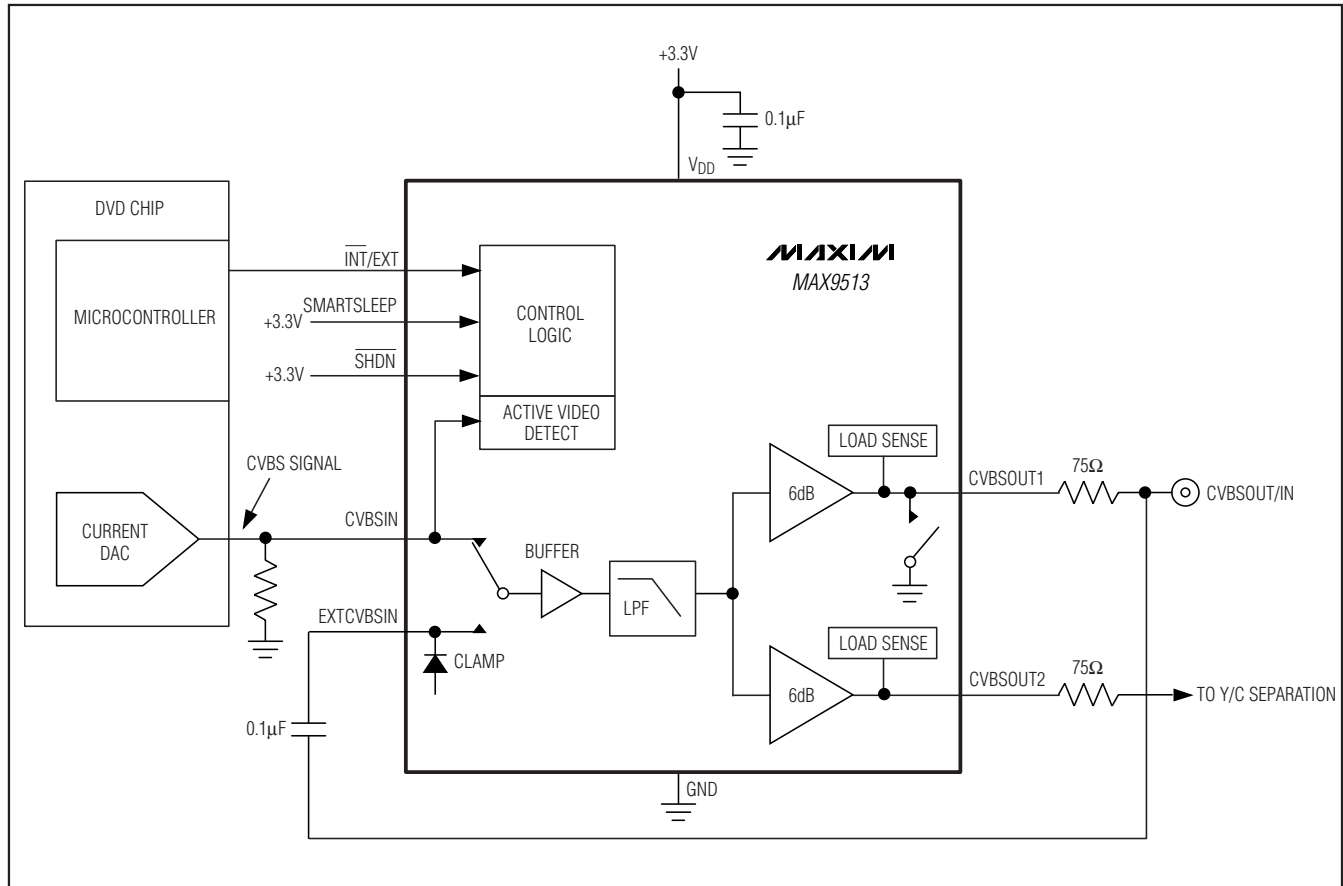 +3.3V
0.1µF
VDD
DVD CHIP
MICROCONTROLLER
INT/EXT
SMARTSLEEP
+3.3V
SHDN
+3.3V
CONTROL
LOGIC
ACTIVE VIDEO
DETECT
MAXIM
MAX9513
CVBS SIGNAL
CURRENT
DAC
CVBSIN
BUFFER
LPF
EXTCVBSIN
CLAMP
0.1µF
LOAD SENSE
6dB
CVBSOUT1
75Ω
CVBSOUT/IN
LOAD SENSE
6dB
CVBSOUT2
75Ω
TO Y/C SEPARATION
GND